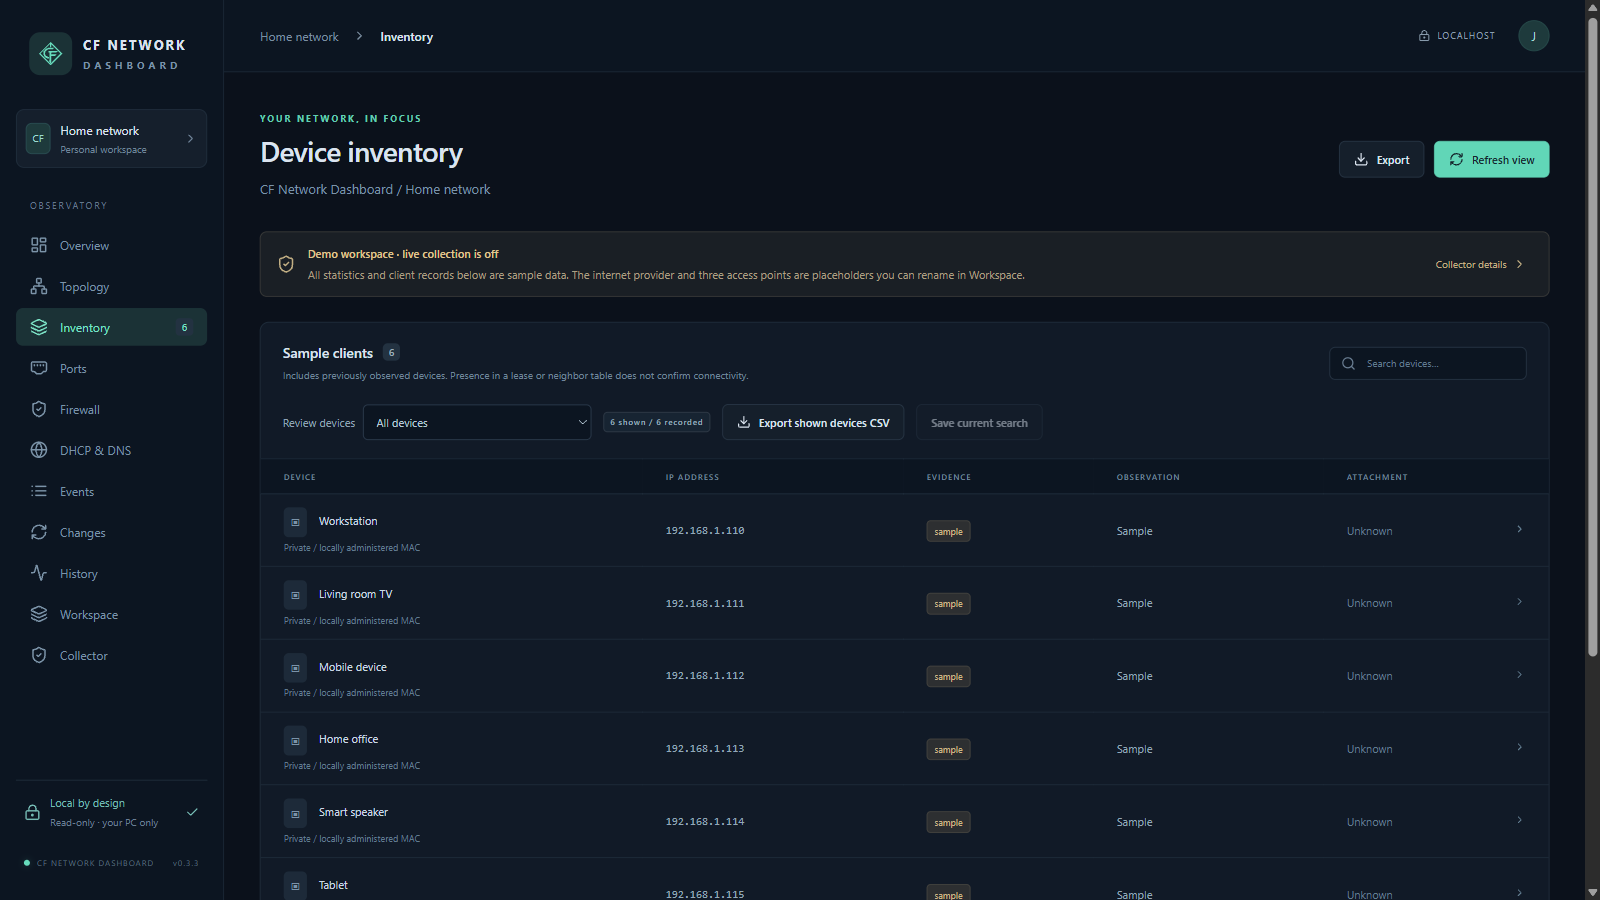 CF NETWORK
DASHBOARD
CF
Home network
Personal workspace
OBSERVATORY
Overview
Topology
Inventory 6
Ports
Firewall
DHCP & DNS
Events
Changes
History
Workspace
Collector
Local by design
Read-only · your PC only
CF NETWORK DASHBOARD v0.3.3
Home network Inventory
LOCALHOST J
YOUR NETWORK, IN FOCUS
Device inventory
CF Network Dashboard / Home network
Export Refresh view
Demo workspace · live collection is off
All statistics and client records below are sample data. The internet provider and three access points are placeholders you can rename in Workspace.
Collector details
Sample clients 6
Includes previously observed devices. Presence in a lease or neighbor table does not confirm connectivity.
Search devices...
Review devices All devices 6 shown / 6 recorded Export shown devices CSV Save current search
DEVICE IP ADDRESS EVIDENCE OBSERVATION ATTACHMENT
Workstation
Private / locally administered MAC
192.168.1.110 sample Sample Unknown
Living room TV
Private / locally administered MAC
192.168.1.111 sample Sample Unknown
Mobile device
Private / locally administered MAC
192.168.1.112 sample Sample Unknown
Home office
Private / locally administered MAC
192.168.1.113 sample Sample Unknown
Smart speaker
Private / locally administered MAC
192.168.1.114 sample Sample Unknown
Tablet
192.168.1.115 sample Sample Unknown